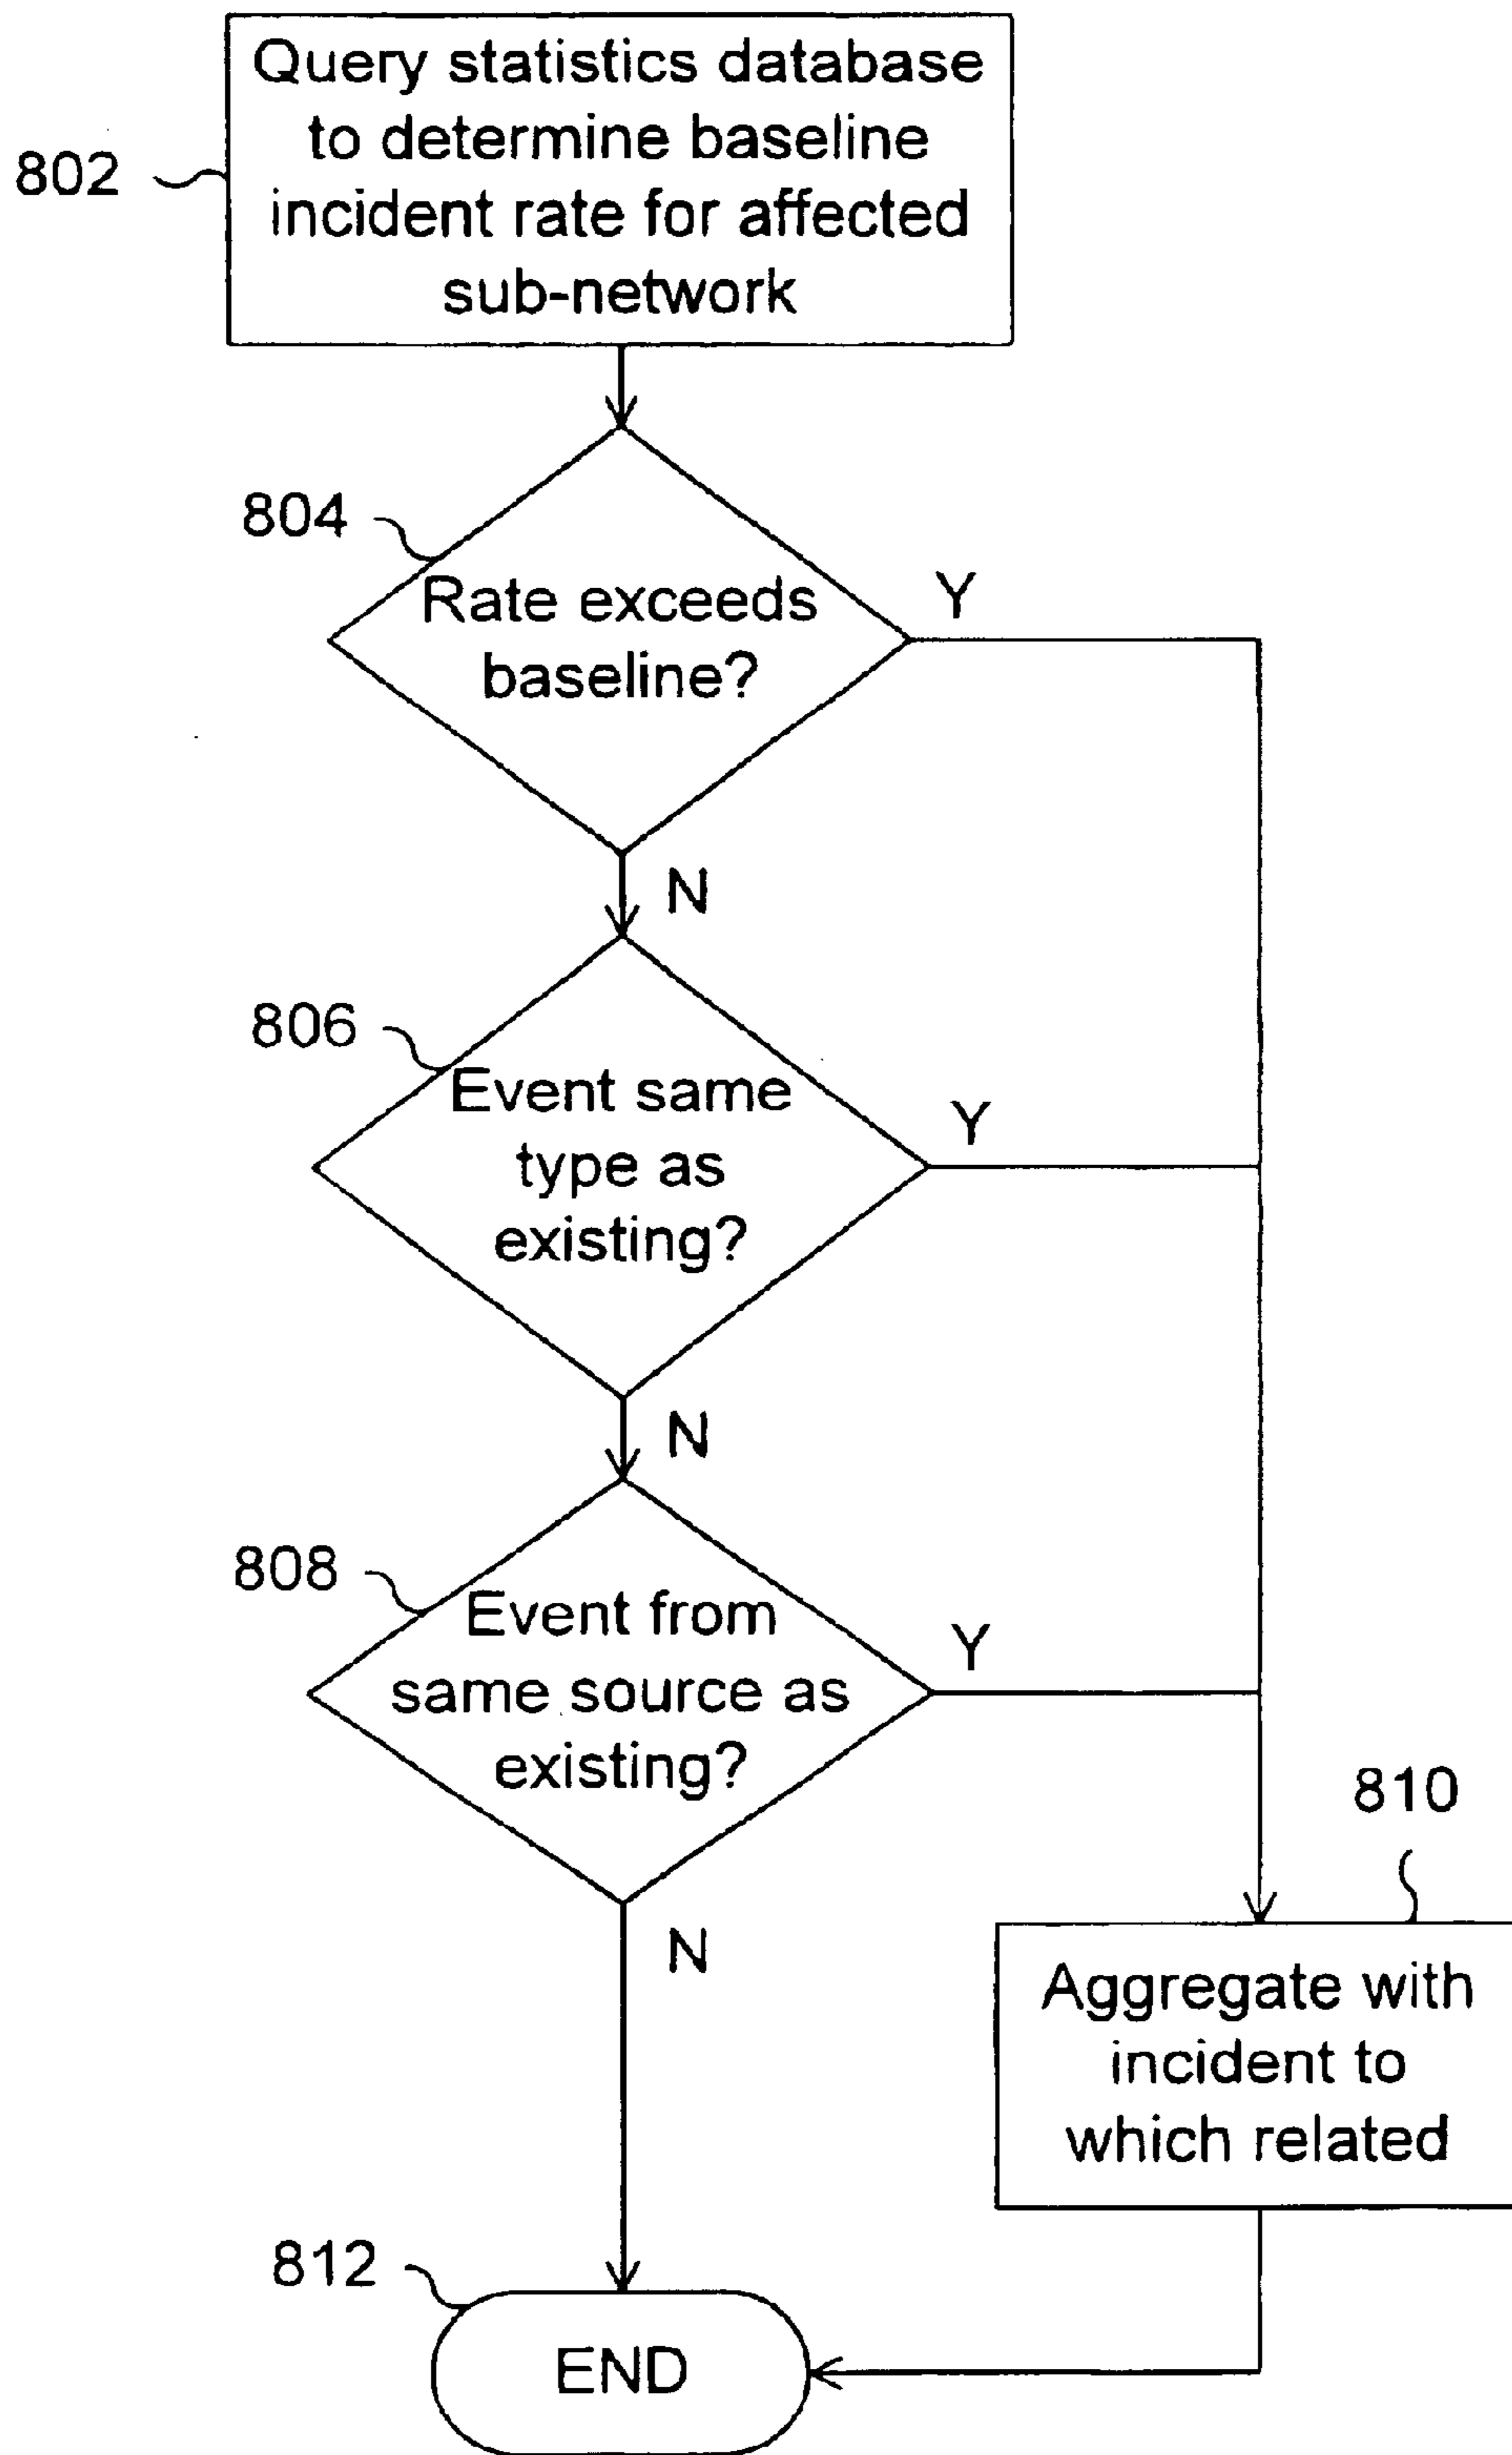 Query statistics database
to determine baseline
incident rate for affected
sub-network
802
804
Rate exceeds
baseline?
Y
N
806
Event same
type as
existing?
Y
N
808
Event from
same source as
existing?
Y
N
810
Aggregate with
incident to
which related
812
END